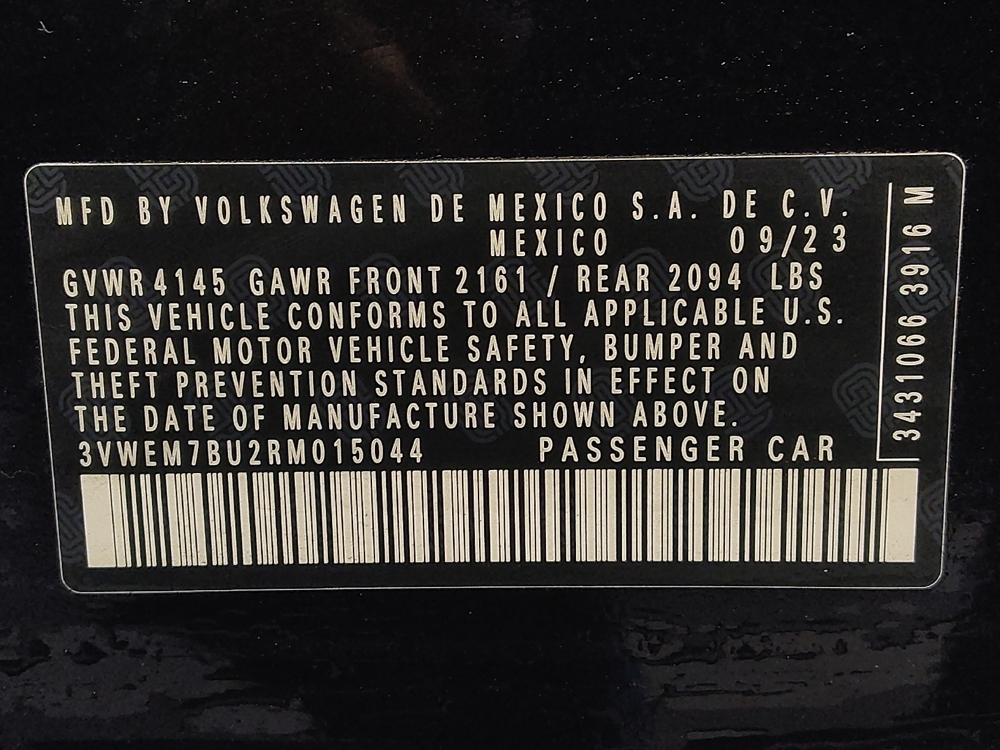 MFD BY VOLKSWAGEN DE MEXICO S.A. DE C.V.
MEXICO 09/23
GVWR 4145 GAWR FRONT 2161 / REAR 2094 LBS
THIS VEHICLE CONFORMS TO ALL APPLICABLE U.S.
FEDERAL MOTOR VEHICLE SAFETY, BUMPER AND
THEFT PREVENTION STANDARDS IN EFFECT ON
THE DATE OF MANUFACTURE SHOWN ABOVE.
3VWEM7BU2RM015044 PASSENGER CAR
3431066 3916 M